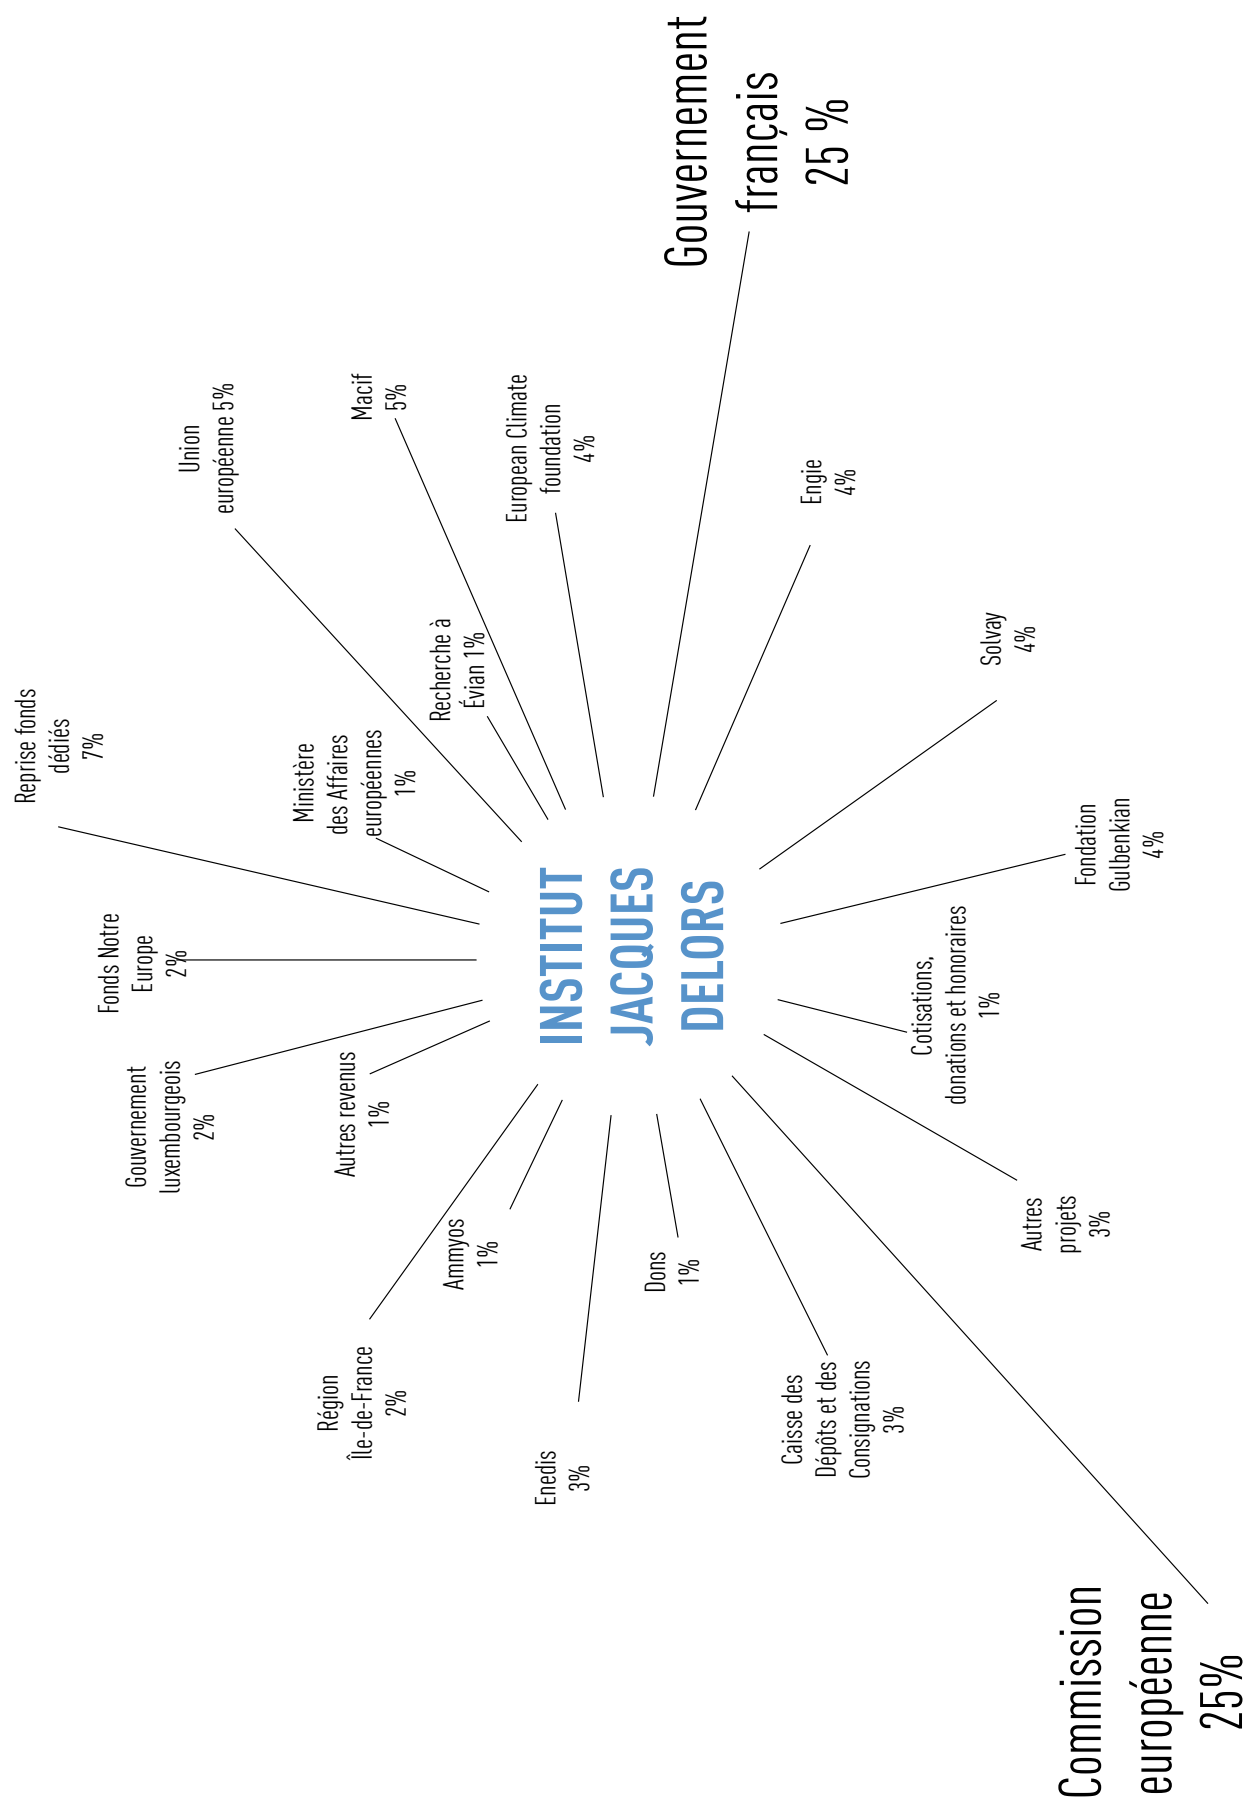 INSTITUT
JACQUES
DELORS
Gouvernement
français
25 %
Engie
4%
Solvay
4%
Fondation
Gulbenkian
4%
Cotisations,
donations et honoraires
1%
Autres
projets
3%
Commission
européenne
25%
Caisse des
Dépôts et des
Consignations
3%
Dons
1%
Enedis
3%
Ammyos
1%
Région
Île-de-France
2%
Autres revenus
1%
Gouvernement
luxembourgeois
2%
Fonds Notre
Europe
2%
Reprise fonds
dédiés
7%
Ministère
des Affaires
européennes
1%
Union
européenne 5%
Recherche à
Évian 1%
Macif
5%
European Climate
foundation
4%